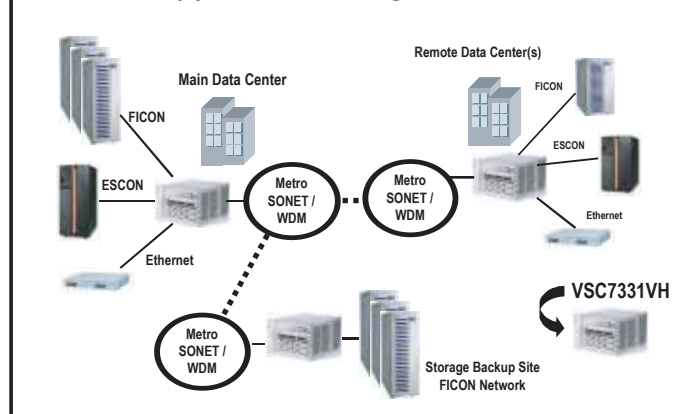 Main Data Center
FICON
ESCON
Ethernet
Metro
SONET /
WDM
Metro
SONET /
WDM
Remote Data Center(s)
FICON
ESCON
Ethernet
Metro
SONET /
WDM
Storage Backup Site
FICON Network
VSC7331VH